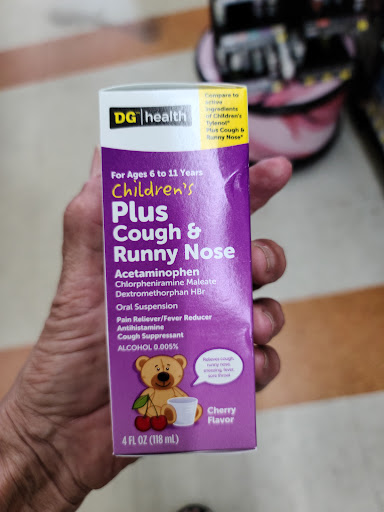 DG™ health
Compare to
active
ingredients
of Children's
Tylenol®
Plus Cough &
Runny Nose*
For Ages 6 to 11 Years
Children's
Plus
Cough &
Runny Nose
Acetaminophen
Chlorpheniramine Maleate
Dextromethorphan HBr
Oral Suspension
Pain Reliever/Fever Reducer
Antihistamine
Cough Suppressant
ALCOHOL 0.005%
Relieves cough,
runny nose,
sneezing, fever,
sore throat
Cherry
Flavor
4 FL OZ (118 mL)